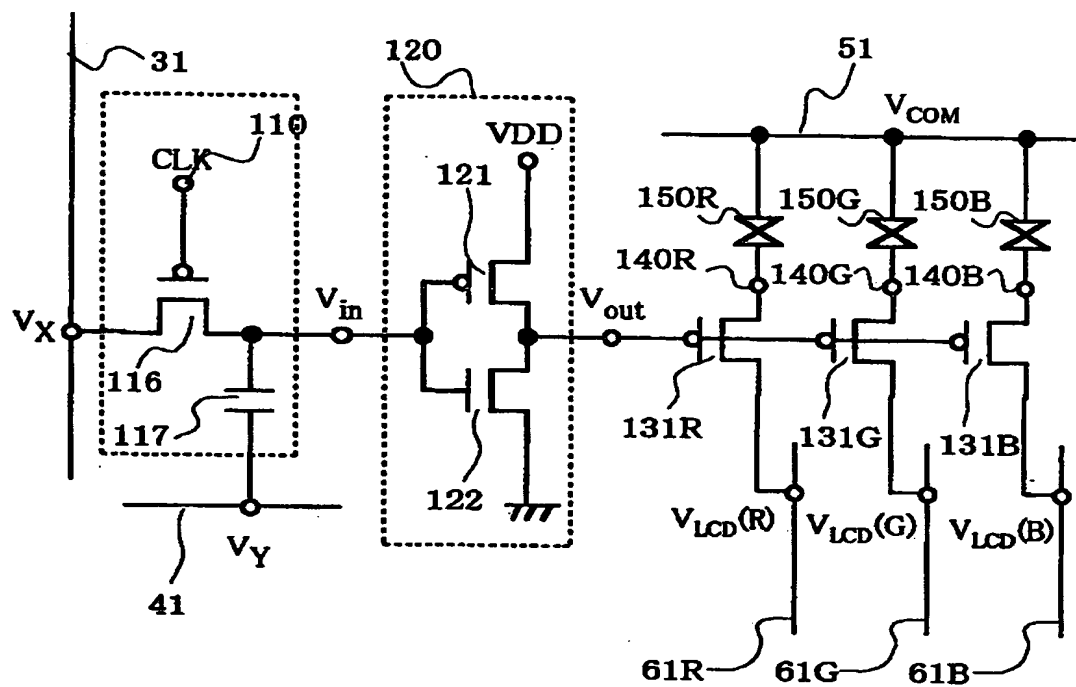 31
120
51
V_COM
110
CLK
VDD
121
150R
150G
150B
140R
140G
140B
V_X
V_in
V_out
116
117
131R
131G
131B
122
V_LCD(R)
V_LCD(G)
V_LCD(B)
V_Y
41
61R
61G
61B